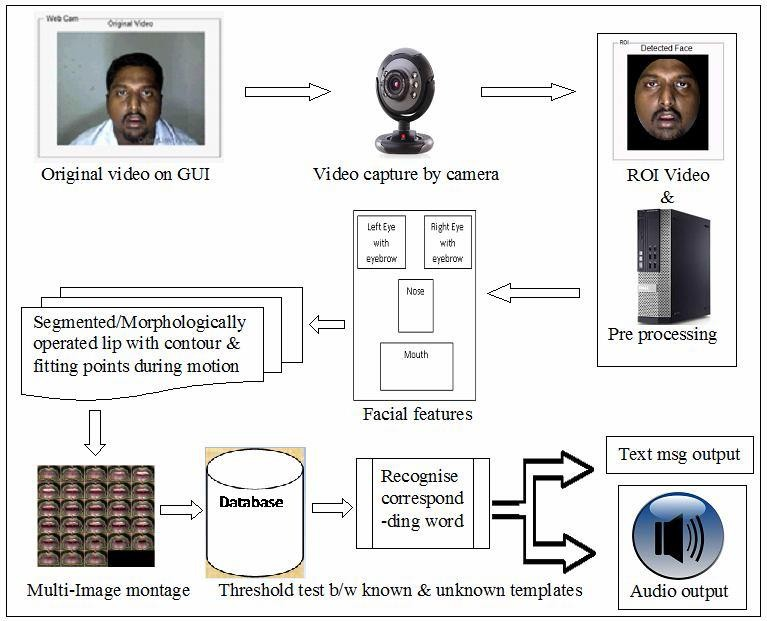 Web Cam
Original Video
Original video on GUI
Video capture by camera
ROI
Detected Face
ROI Video
&
Pre processing
Left Eye
with
eyebrow
Right Eye
with
eyebrow
Nose
Mouth
Facial features
Segmented/Morphologically
operated lip with contour &
fitting points during motion
Multi-Image montage
Database
Recognise
correspond
-ding word
Threshold test b/w known & unknown templates
Text msg output
Audio output